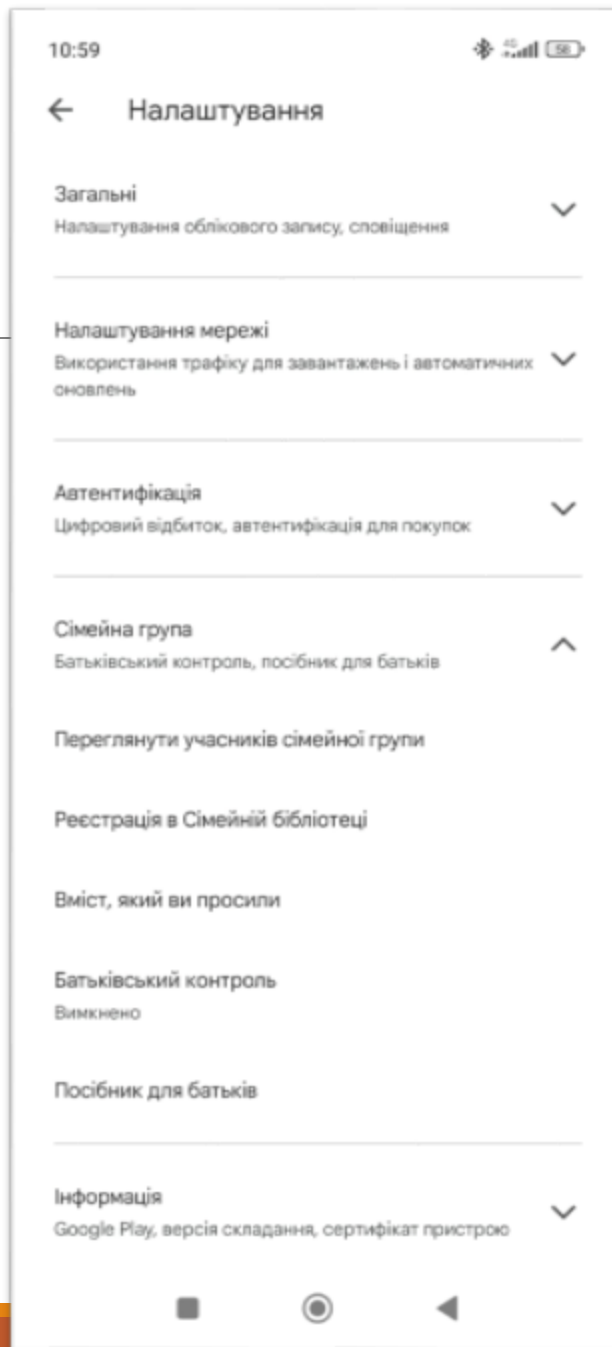 10:59
4G
58
Налаштування
Загальні
Налаштування облікового запису, сповіщення
Налаштування мережі
Використання трафіку для завантажень і автоматичних
оновлень
Автентифікація
Цифровий відбиток, автентифікація для покупок
Сімейна група
Батьківський контроль, посібник для батьків
Переглянути учасників сімейної групи
Реєстрація в Сімейній бібліотеці
Вміст, який ви просили
Батьківський контроль
Вимкнено
Посібник для батьків
Інформація
Google Play, версія складання, сертифікат пристрою